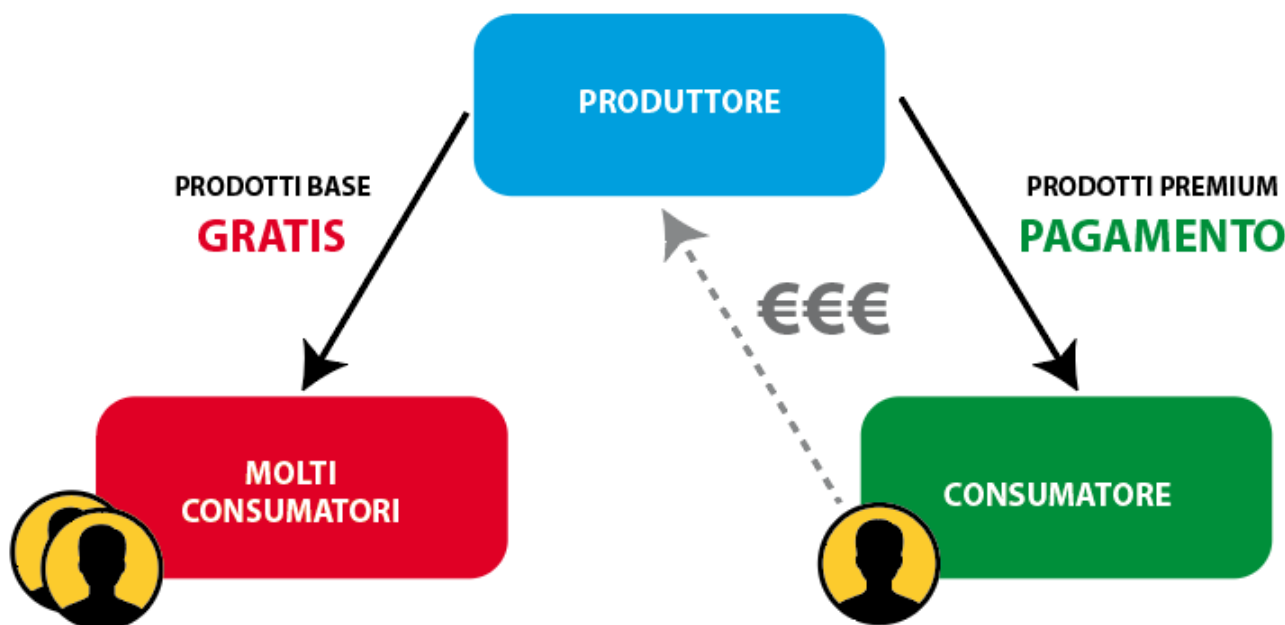 PRODUTTORE
PRODOTTI BASE
GRATIS
PRODOTTI PREMIUM
PAGAMENTO
€€€
MOLTI
CONSUMATORI
CONSUMATORE